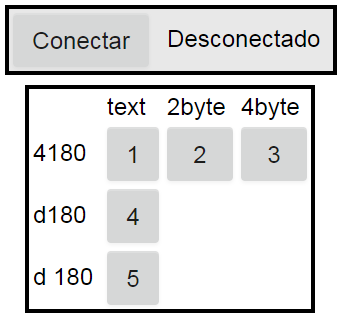 Conectar Desconectado
text 2byte 4byte
4180 1 2 3
d180 4
d 180 5